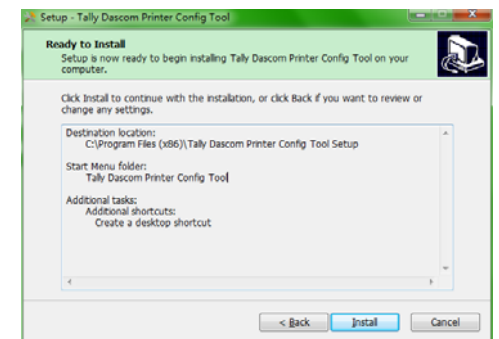 Setup - Tally Dascom Printer Config Tool
Ready to Install
Setup is now ready to begin installing Tally Dascom Printer Config Tool on your
computer.
Click Install to continue with the installation, or click Back if you want to review or
change any settings.
Destination location:
C:\Program Files (x86)\Tally Dascom Printer Config Tool Setup
Start Menu folder:
Tally Dascom Printer Config Tool
Additional tasks:
Additional shortcuts:
Create a desktop shortcut
< Back
Install
Cancel